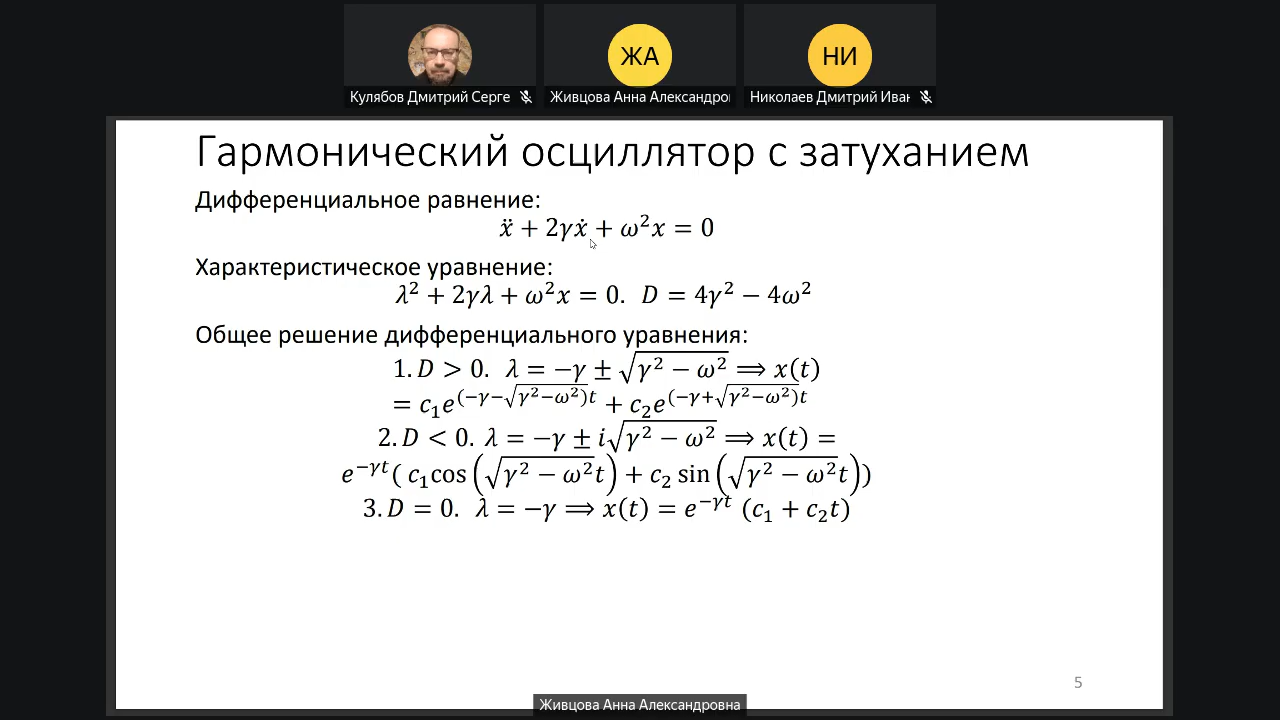 ЖА
НИ
Кулябов Дмитрий Серге
Живцова Анна Александро
Николаев Дмитрий Иван
Гармонический осциллятор с затуханием
Дифференциальное равнение:
ẍ + 2γẋ + ω²x = 0
Характеристическое уравнение:
λ² + 2γλ + ω²x = 0. D = 4γ² − 4ω²
Общее решение дифференциального уравнения:
1. D > 0. λ = −γ ± √(γ² − ω²) ⟹ x(t)
= c₁e^((−γ−√(γ²−ω²))t) + c₂e^((−γ+√(γ²−ω²))t)
2. D < 0. λ = −γ ± i√(γ² − ω²) ⟹ x(t) =
e^(−γt)( c₁cos (√(γ² − ω²)t) + c₂ sin (√(γ² − ω²)t))
3. D = 0. λ = −γ ⟹ x(t) = e^(−γt) (c₁ + c₂t)
5
Живцова Анна Александровна